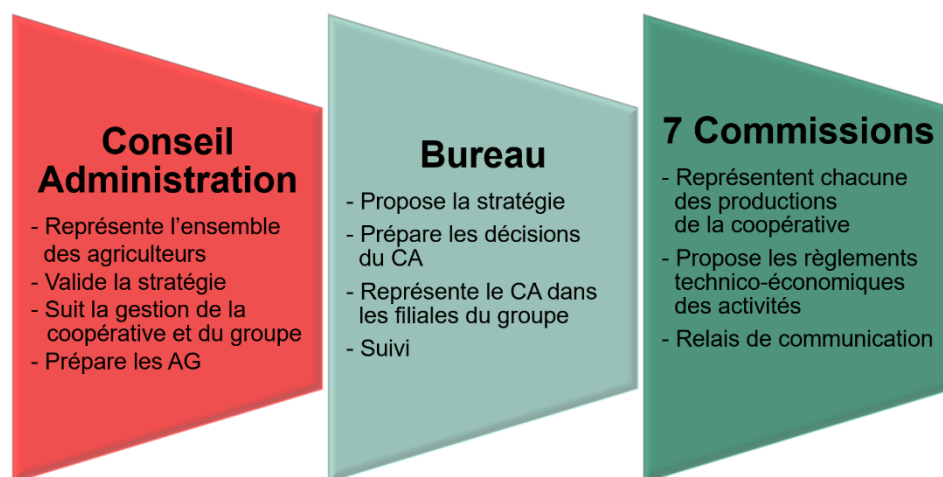 Conseil
Administration
- Représente l'ensemble
des agriculteurs
- Valide la stratégie
- Suit la gestion de la
coopérative et du groupe
- Prépare les AG
Bureau
- Propose la stratégie
- Prépare les décisions
du CA
- Représente le CA dans
les filiales du groupe
- Suivi
7 Commissions
- Représentent chacune
des productions
de la coopérative
- Propose les règlements
technico-économiques
des activités
- Relais de communication